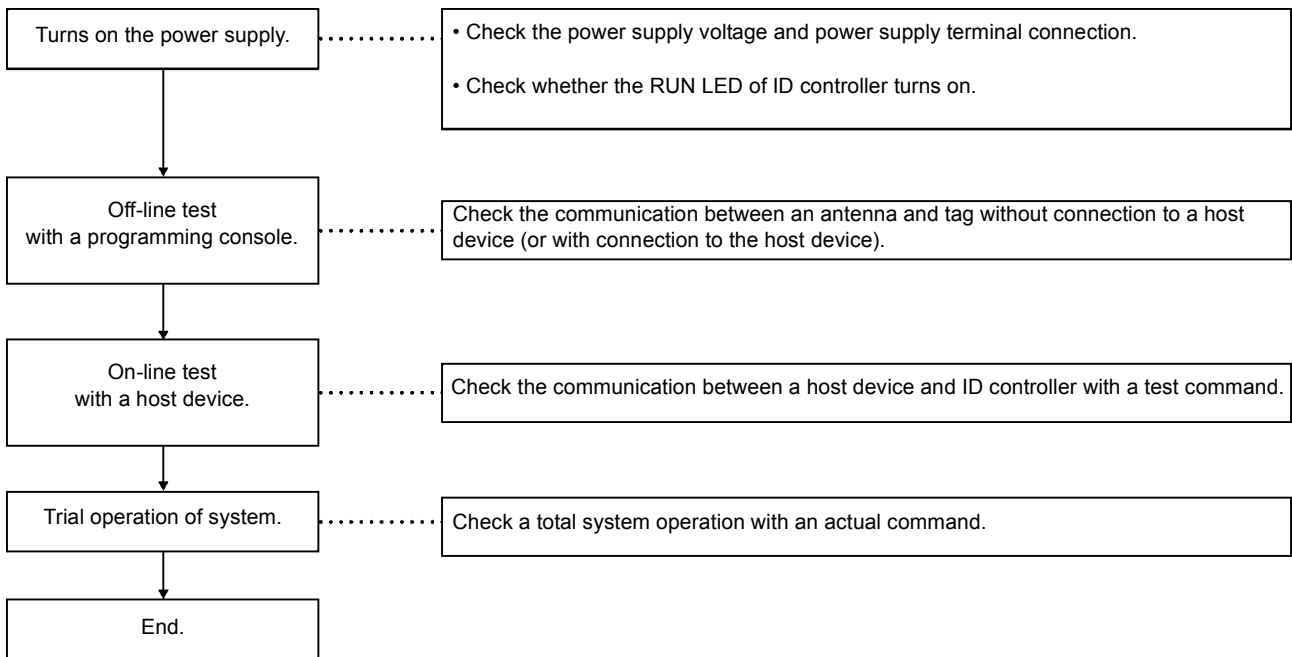 Turns on the power supply.
• Check the power supply voltage and power supply terminal connection.
• Check whether the RUN LED of ID controller turns on.
Off-line test
with a programming console.
Check the communication between an antenna and tag without connection to a host
device (or with connection to the host device).
On-line test
with a host device.
Check the communication between a host device and ID controller with a test command.
Trial operation of system.
Check a total system operation with an actual command.
End.